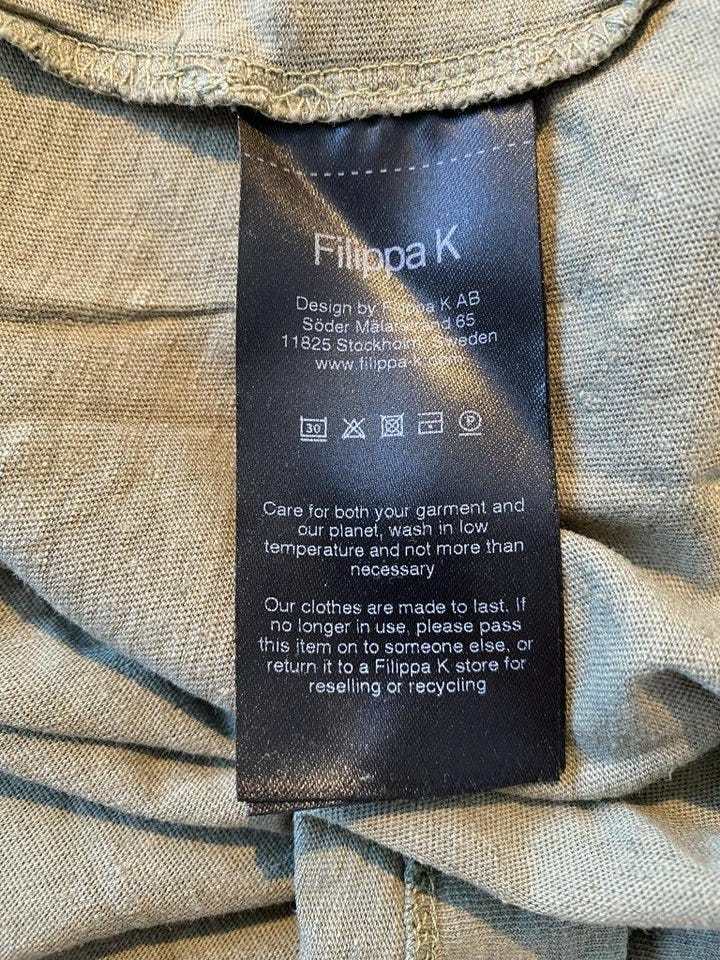 Filippa K
Design by Filippa K AB
Söder Mälarstrand 65
11825 Stockholm, Sweden
www.filippa-k.com
30
P
Care for both your garment and
our planet, wash in low
temperature and not more than
necessary
Our clothes are made to last. If
no longer in use, please pass
this item on to someone else, or
return it to a Filippa K store for
reselling or recycling